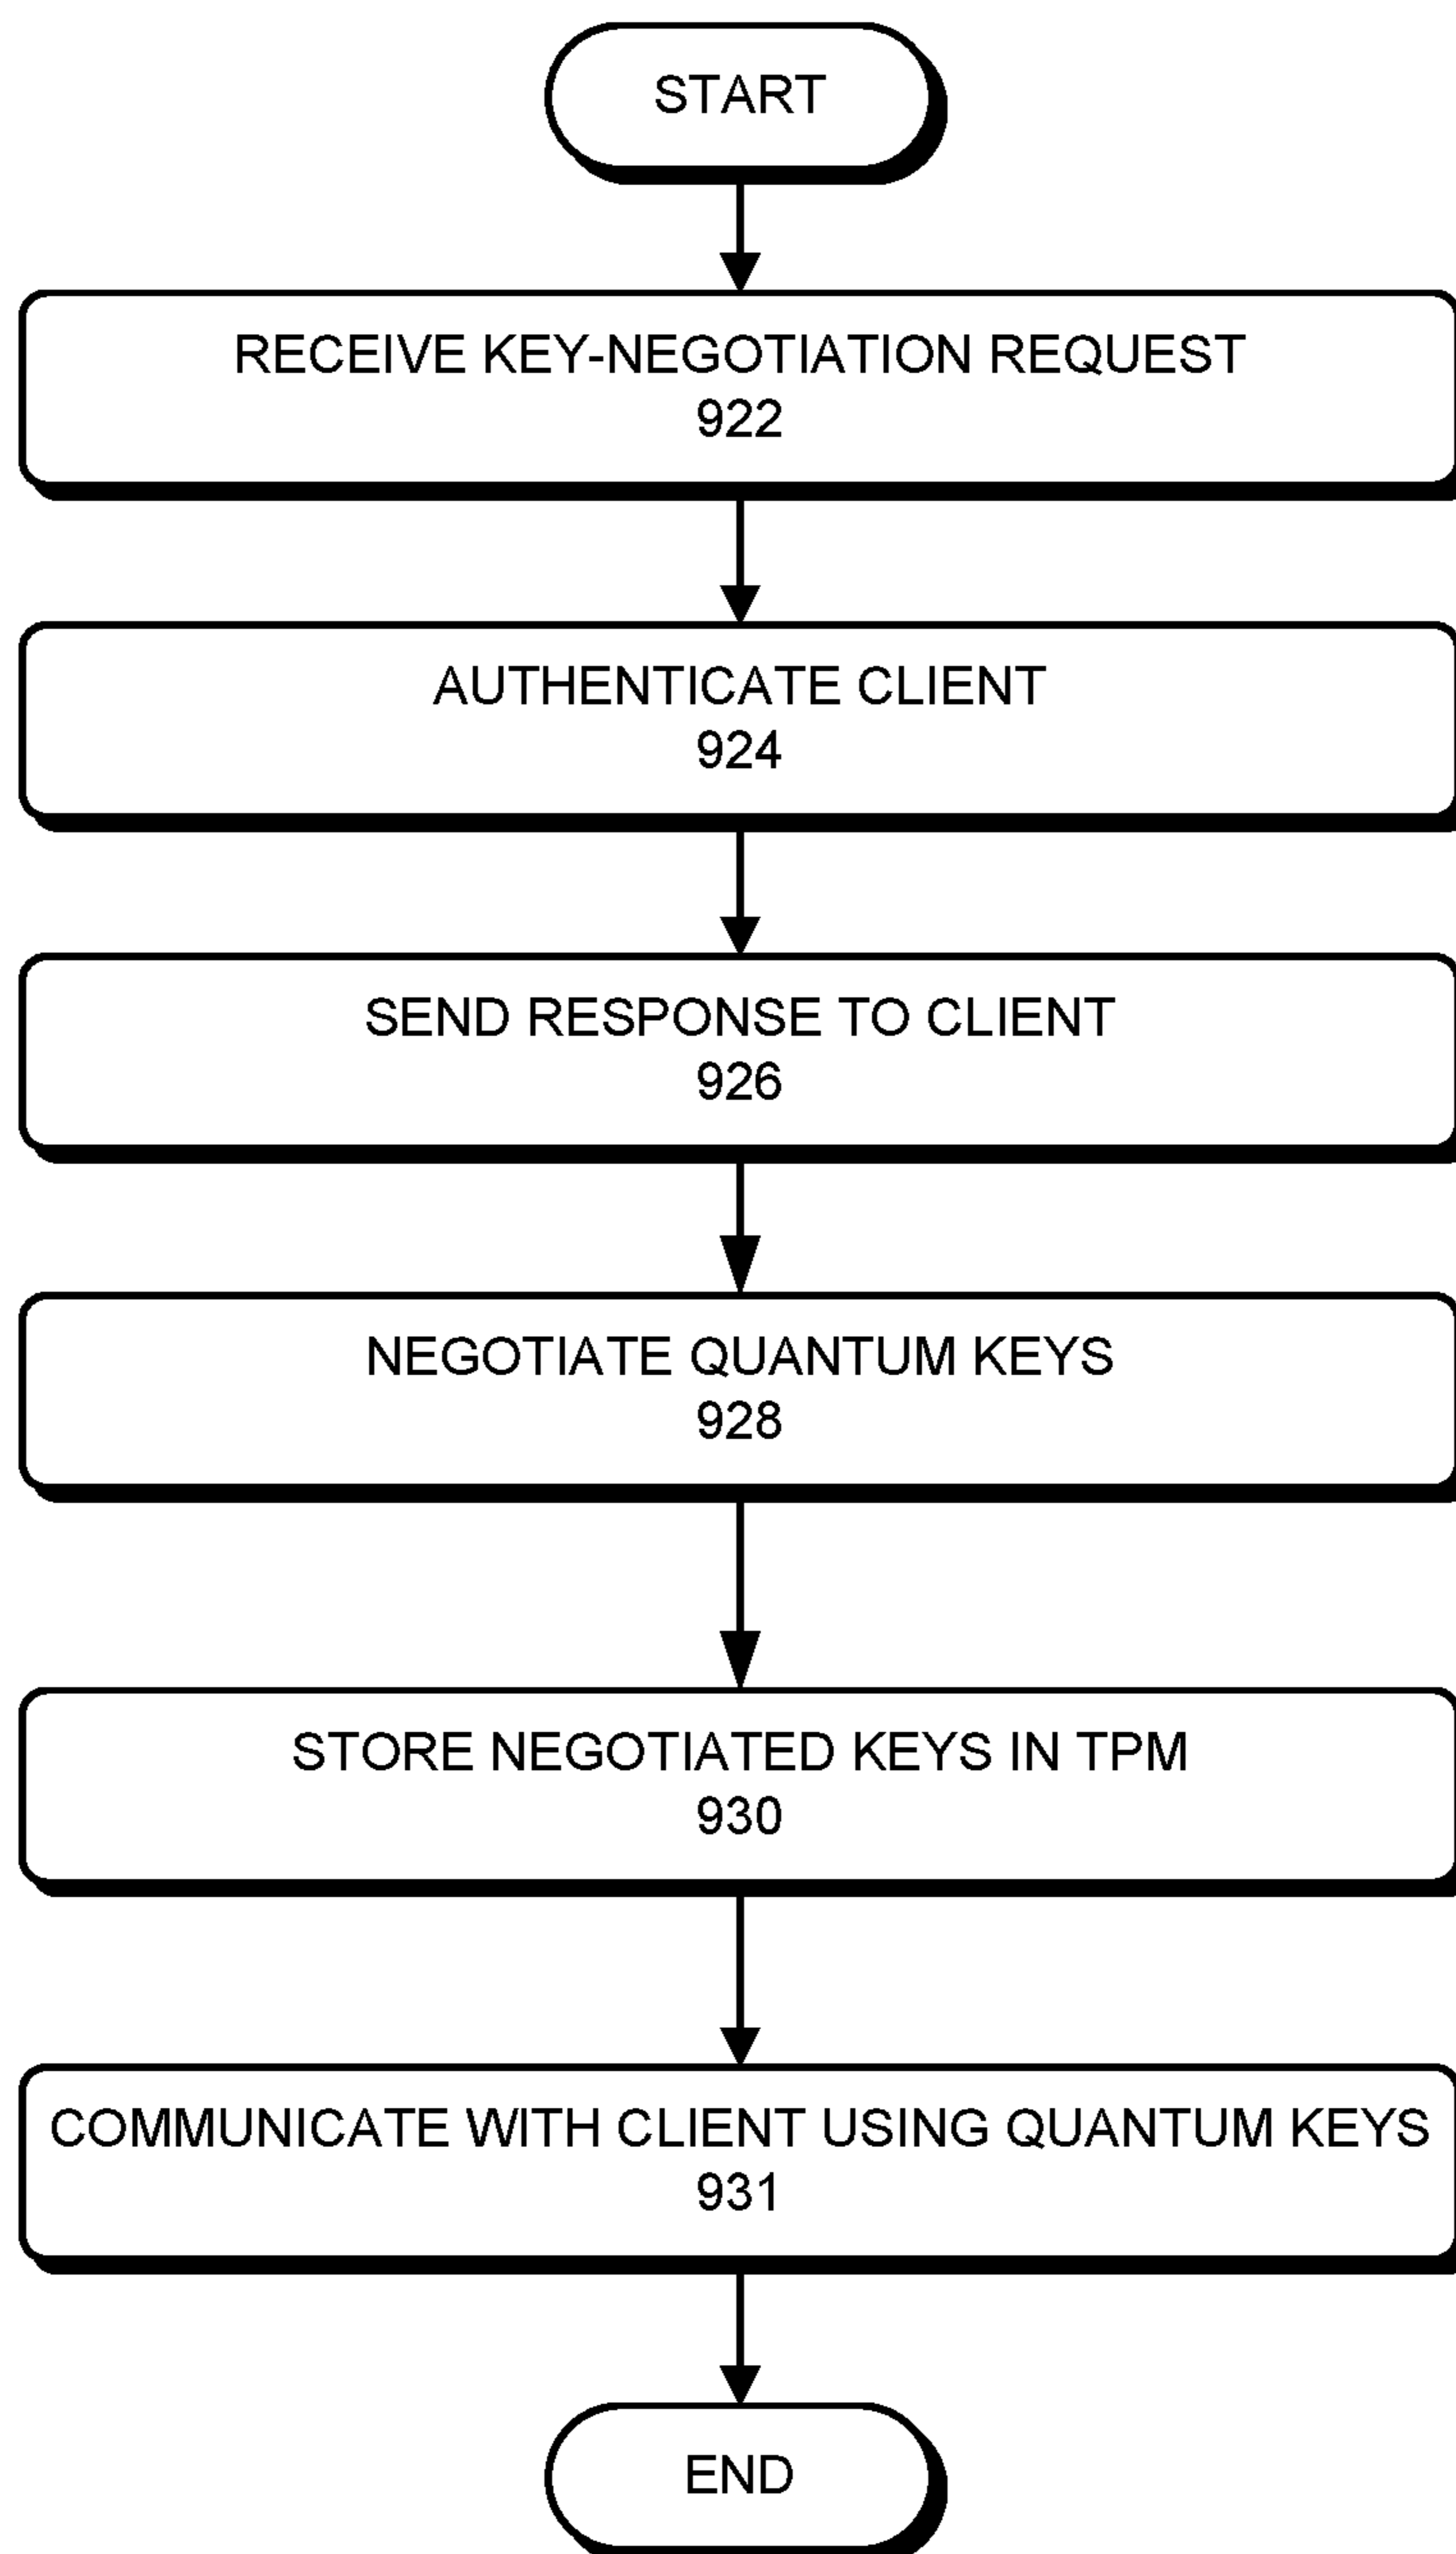 START
RECEIVE KEY-NEGOTIATION REQUEST
922
AUTHENTICATE CLIENT
924
SEND RESPONSE TO CLIENT
926
NEGOTIATE QUANTUM KEYS
928
STORE NEGOTIATED KEYS IN TPM
930
COMMUNICATE WITH CLIENT USING QUANTUM KEYS
931
END